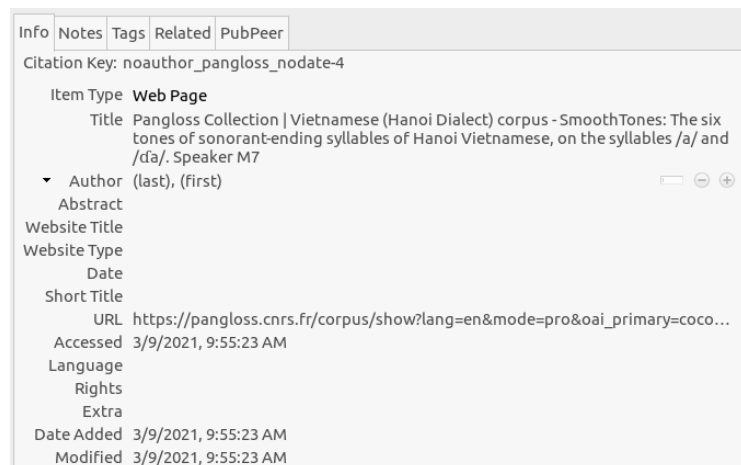 Info Notes Tags Related PubPeer
Citation Key: noauthor_pangloss_nodate-4
Item Type Web Page
Title Pangloss Collection | Vietnamese (Hanoi Dialect) corpus - SmoothTones: The six
tones of sonorant-ending syllables of Hanoi Vietnamese, on the syllables /a/ and
/ɗa/. Speaker M7
Author (last), (first)
Abstract
Website Title
Website Type
Date
Short Title
URL https://pangloss.cnrs.fr/corpus/show?lang=en&mode=pro&oai_primary=coco…
Accessed 3/9/2021, 9:55:23 AM
Language
Rights
Extra
Date Added 3/9/2021, 9:55:23 AM
Modified 3/9/2021, 9:55:23 AM